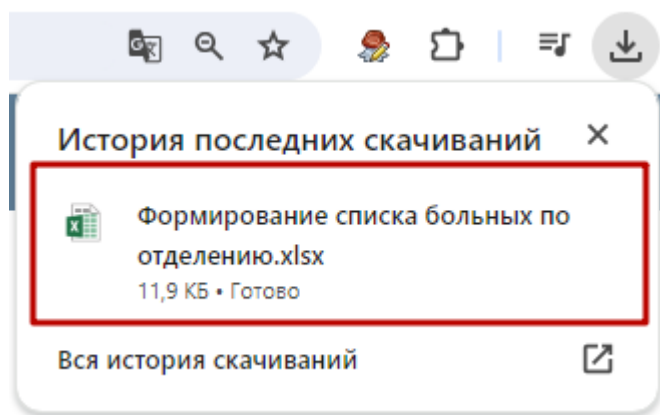 История последних скачиваний
Формирование списка больных по
отделению.xlsx
11,9 КБ • Готово
Вся история скачиваний